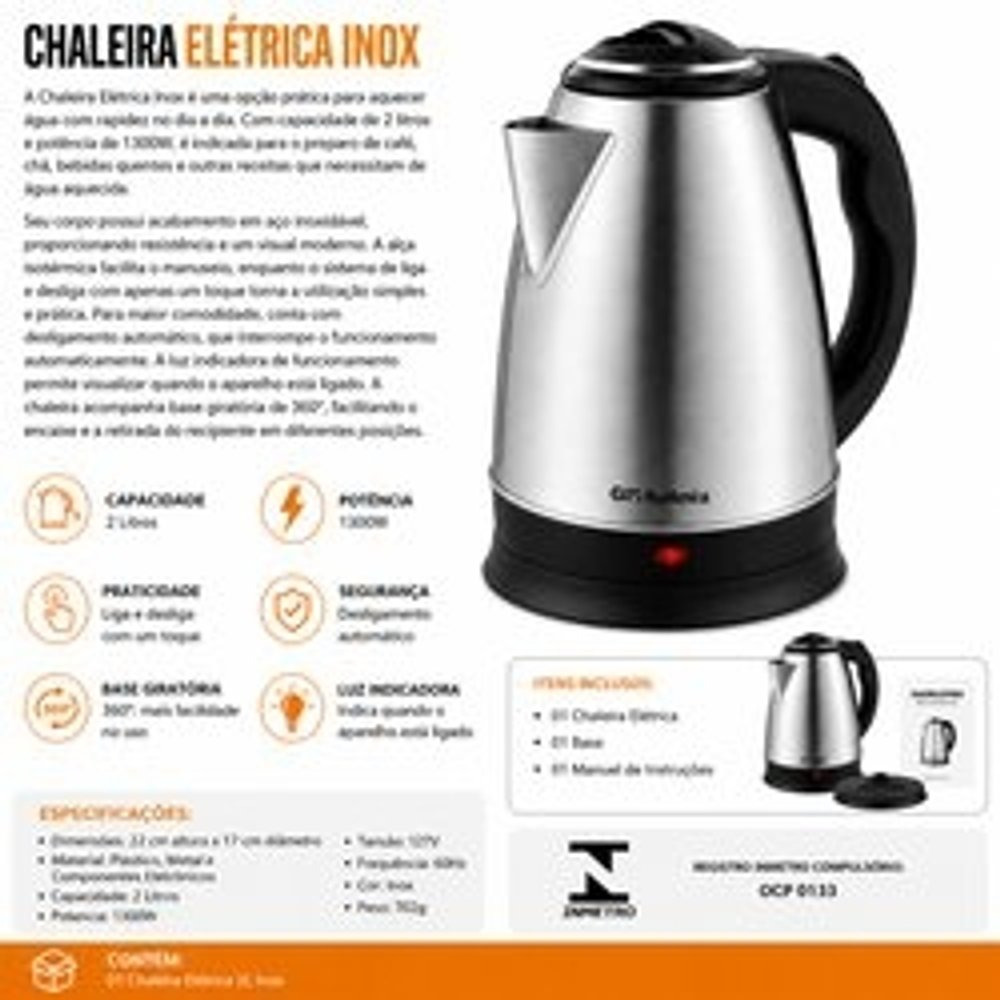 CHALEIRA ELÉTRICA INOX
A Chaleira Elétrica Inox é uma opção prática para aquecer
água com rapidez no dia a dia. Com capacidade de 2 litros
e potência de 1300W, é indicada para o preparo de café,
chá, bebidas quentes e outras receitas que necessitam de
água aquecida.
Seu corpo possui acabamento em aço inoxidável,
proporcionando resistência e um visual moderno. A alça
isotérmica facilita o manuseio, enquanto o sistema de liga
e desliga com apenas um toque torna a utilização simples
e prática. Para maior comodidade, conta com
desligamento automático, que interrompe o funcionamento
automaticamente. A luz indicadora de funcionamento
permite visualizar quando o aparelho está ligado. A
chaleira acompanha base giratória de 360°, facilitando o
encaixe e a retirada do recipiente em diferentes posições.
CAPACIDADE
2 Litros
POTÊNCIA
1300W
PRATICIDADE
Liga e desliga
com um toque
SEGURANÇA
Desligamento
automático
360°
BASE GIRATÓRIA
360°: mais facilidade
no uso
LUZ INDICADORA
Indica quando o
aparelho está ligado
ITENS INCLUSOS:
• 01 Chaleira Elétrica
• 01 Base
• 01 Manual de Instruções
ESPECIFICAÇÕES:
• Dimensões: 22 cm altura x 17 cm diâmetro
• Material: Plástico, Metal e
Componentes Eletrônicos
• Capacidade: 2 Litros
• Potência: 1300W
• Tensão: 127V
• Frequência: 60Hz
• Cor: Inox
• Peso: 702g
INMETRO
REGISTRO INMETRO COMPULSÓRIO:
OCP 0133
CONTÉM:
01 Chaleira Elétrica 2L Inox